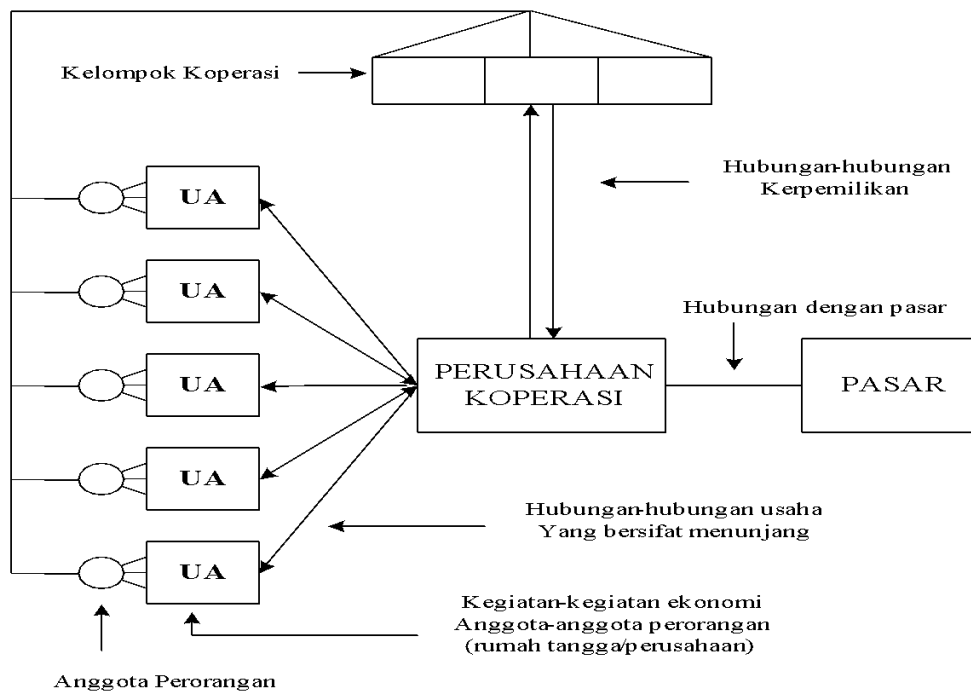 Kelompok Koperasi
Hubungan-hubungan
Kerpemilikan
UA
UA
Hubungan dengan pasar
PERUSAHAAN
KOPERASI
PASAR
UA
UA
Hubungan-hubungan usaha
Yang bersifat menunjang
UA
Kegiatan-kegiatan ekonomi
Anggota-anggota perorangan
(rumah tangga/perusahaan)
Anggota Perorangan